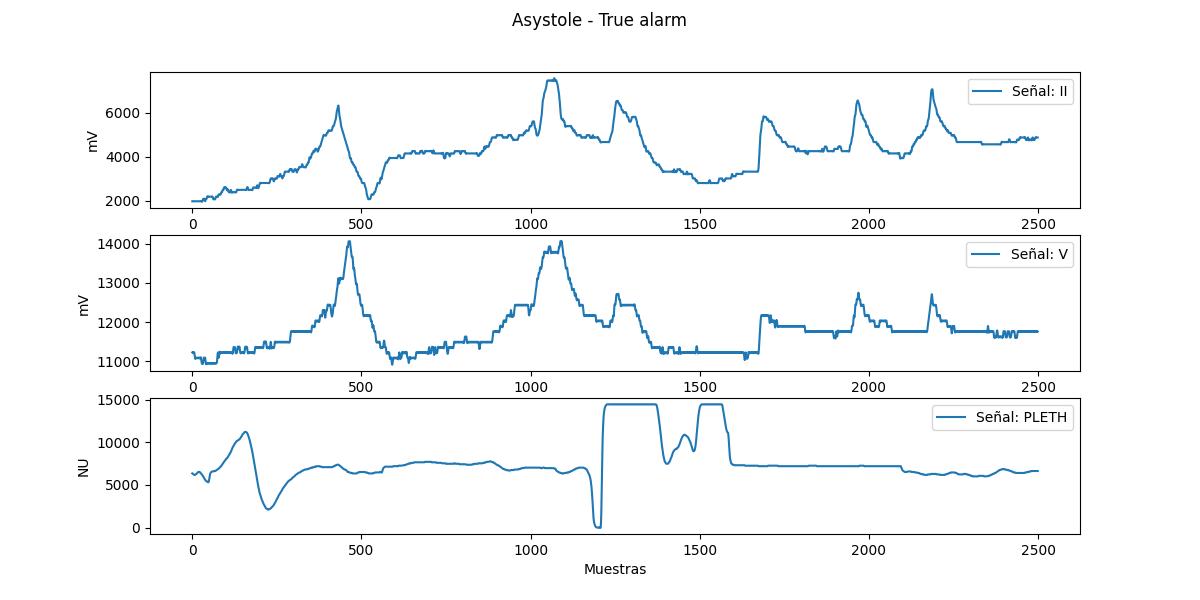 Asystole - True alarm
6000
4000
2000
mV
Señal: II
0 500 1000 1500 2000 2500
14000
13000
12000
11000
mV
Señal: V
0 500 1000 1500 2000 2500
15000
10000
5000
0
NU
Señal: PLETH
0 500 1000 1500 2000 2500
Muestras